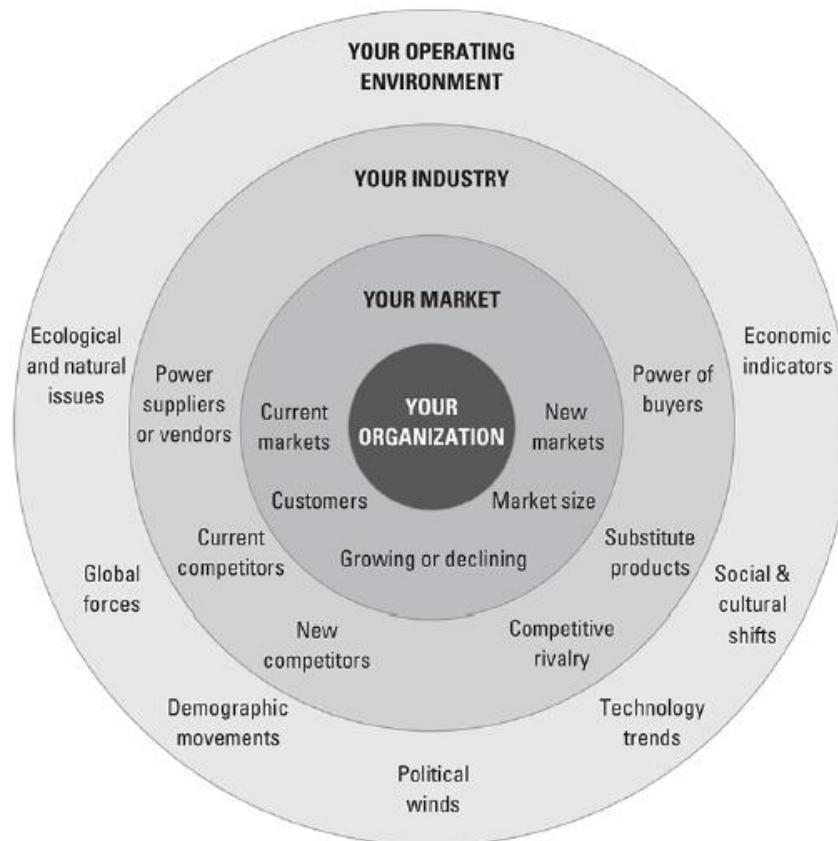 YOUR OPERATING
ENVIRONMENT
YOUR INDUSTRY
YOUR MARKET
YOUR
ORGANIZATION
Current
markets
New
markets
Customers
Market size
Growing or declining
Power
suppliers
or vendors
Power of
buyers
Current
competitors
Substitute
products
New
competitors
Competitive
rivalry
Ecological
and natural
issues
Economic
indicators
Global
forces
Social &
cultural
shifts
Demographic
movements
Technology
trends
Political
winds